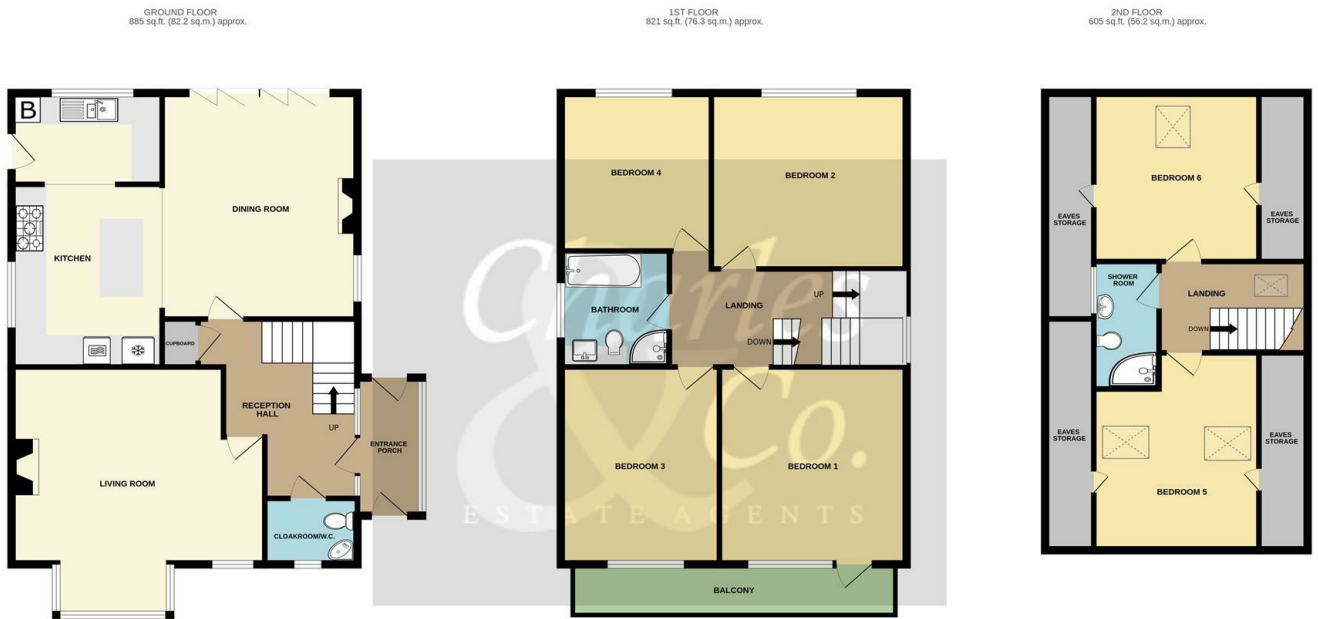 GROUND FLOOR
885 sq.ft. (82.2 sq.m.) approx.
1ST FLOOR
821 sq.ft. (76.3 sq.m.) approx.
2ND FLOOR
605 sq.ft. (56.2 sq.m.) approx.
B
KITCHEN
DINING ROOM
CUPBOARD
RECEPTION
HALL
UP
ENTRANCE
PORCH
LIVING ROOM
CLOAKROOM/W.C.
BEDROOM 4
BEDROOM 2
BATHROOM
LANDING
UP
DOWN
BEDROOM 3
BEDROOM 1
BALCONY
Charles
& Co.
ESTATE AGENTS
EAVES
STORAGE
BEDROOM 6
EAVES
STORAGE
SHOWER
ROOM
LANDING
DOWN
EAVES
STORAGE
BEDROOM 5
EAVES
STORAGE